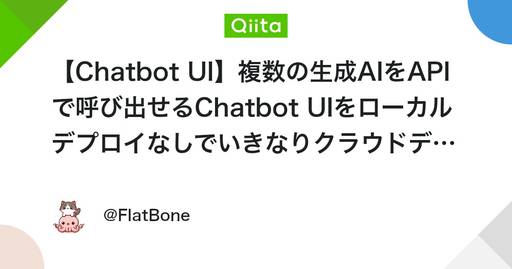 Qiita
【Chatbot UI】複数の生成AIをAPI
で呼び出せるChatbot UIをローカル
デプロイなしでいきなりクラウドデ…
@FlatBone